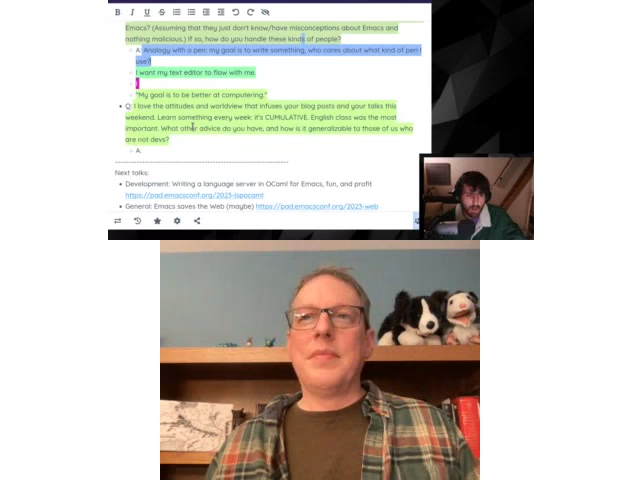 Emacs? (Assuming that they just don't know/have misconceptions about Emacs and
nothing malicious.) If so, how do you handle these kinds of people?
A: Analogy with a pen: my goal is to write something, who cares about what kind of pen I
use?
I want my text editor to flow with me.
I
"My goal is to be better at computering."
Q: I love the attitudes and worldview that infuses your blog posts and your talks this
weekend. Learn something every week: it's CUMULATIVE. English class was the
most important. What other advice do you have, and how is it generalizable to those of us who
are not devs?
A:
Next talks:
Development: Writing a language server in OCaml for Emacs, fun, and profit
https://pad.emacsconf.org/2023-lspocaml
General: Emacs saves the Web (maybe) https://pad.emacsconf.org/2023-web